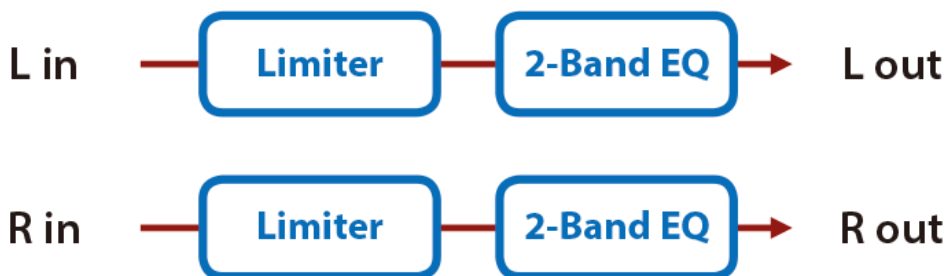 L in Limiter 2-Band EQ L out
R in Limiter 2-Band EQ R out